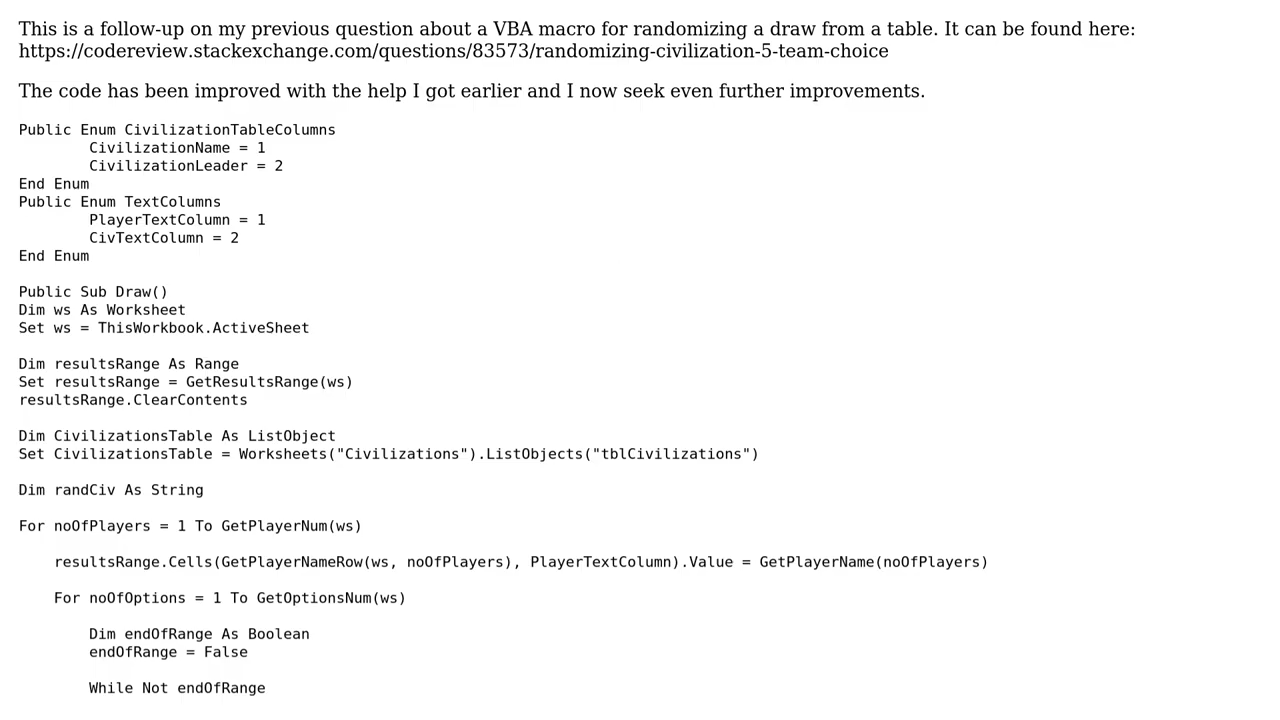 This is a follow-up on my previous question about a VBA macro for randomizing a draw from a table. It can be found here:
https://codereview.stackexchange.com/questions/83573/randomizing-civilization-5-team-choice
The code has been improved with the help I got earlier and I now seek even further improvements.
Public Enum CivilizationTableColumns
        CivilizationName = 1
        CivilizationLeader = 2
End Enum
Public Enum TextColumns
        PlayerTextColumn = 1
        CivTextColumn = 2
End Enum
Public Sub Draw()
Dim ws As Worksheet
Set ws = ThisWorkbook.ActiveSheet
Dim resultsRange As Range
Set resultsRange = GetResultsRange(ws)
resultsRange.ClearContents
Dim CivilizationsTable As ListObject
Set CivilizationsTable = Worksheets("Civilizations").ListObjects("tblCivilizations")
Dim randCiv As String
For noOfPlayers = 1 To GetPlayerNum(ws)
    resultsRange.Cells(GetPlayerNameRow(ws, noOfPlayers), PlayerTextColumn).Value = GetPlayerName(noOfPlayers)
    For noOfOptions = 1 To GetOptionsNum(ws)
        Dim endOfRange As Boolean
        endOfRange = False
        While Not endOfRange